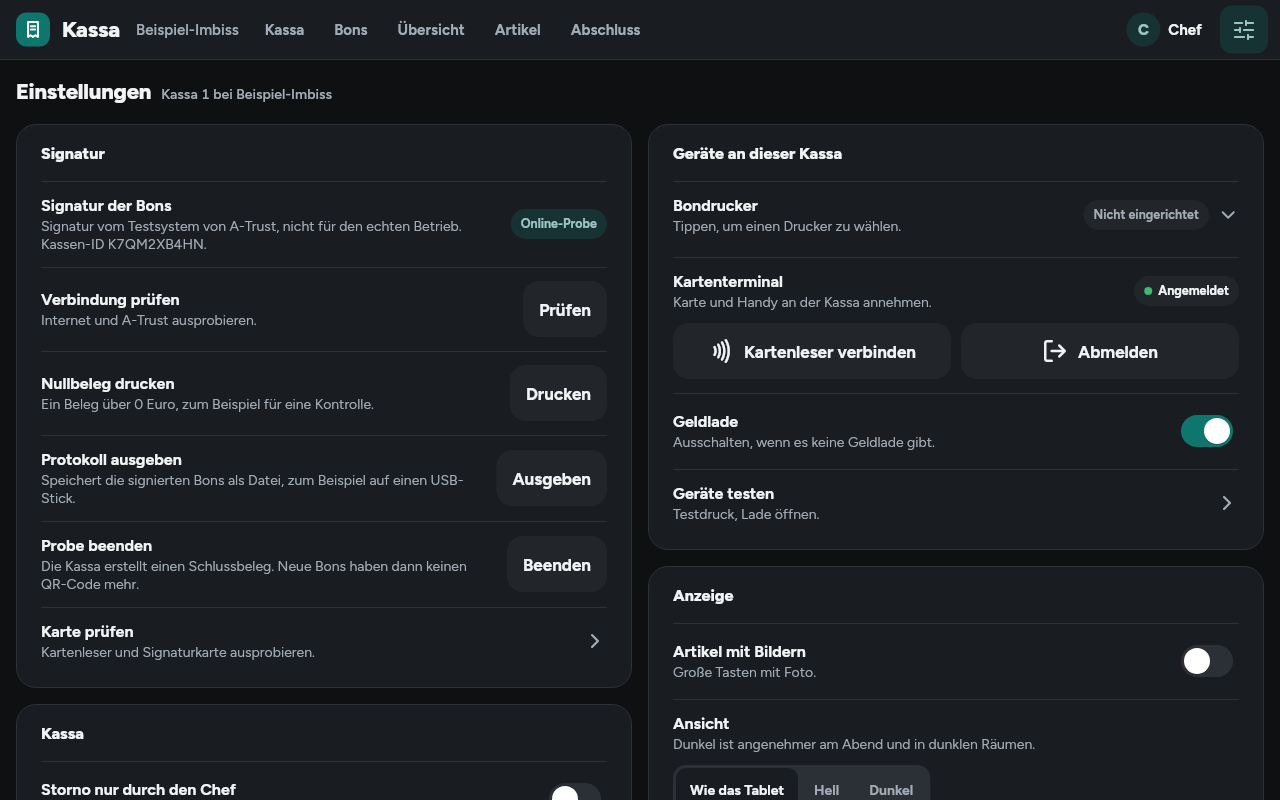 Kassa
Beispiel-Imbiss
Kassa
Bons
Übersicht
Artikel
Abschluss
C
Chef
Einstellungen
Kassa 1 bei Beispiel-Imbiss
Signatur
Signatur der Bons
Signatur vom Testsystem von A-Trust, nicht für den echten Betrieb.
Kassen-ID K7QM2XB4HN.
Online-Probe
Verbindung prüfen
Internet und A-Trust ausprobieren.
Prüfen
Nullbeleg drucken
Ein Beleg über 0 Euro, zum Beispiel für eine Kontrolle.
Drucken
Protokoll ausgeben
Speichert die signierten Bons als Datei, zum Beispiel auf einen USB-
Stick.
Ausgeben
Probe beenden
Die Kassa erstellt einen Schlussbeleg. Neue Bons haben dann keinen
QR-Code mehr.
Beenden
Karte prüfen
Kartenleser und Signaturkarte ausprobieren.
Kassa
Storno nur durch den Chef
Geräte an dieser Kassa
Bondrucker
Tippen, um einen Drucker zu wählen.
Nicht eingerichtet
Kartenterminal
Karte und Handy an der Kassa annehmen.
Angemeldet
Kartenleser verbinden
Abmelden
Geldlade
Ausschalten, wenn es keine Geldlade gibt.
Geräte testen
Testdruck, Lade öffnen.
Anzeige
Artikel mit Bildern
Große Tasten mit Foto.
Ansicht
Dunkel ist angenehmer am Abend und in dunklen Räumen.
Wie das Tablet
Hell
Dunkel